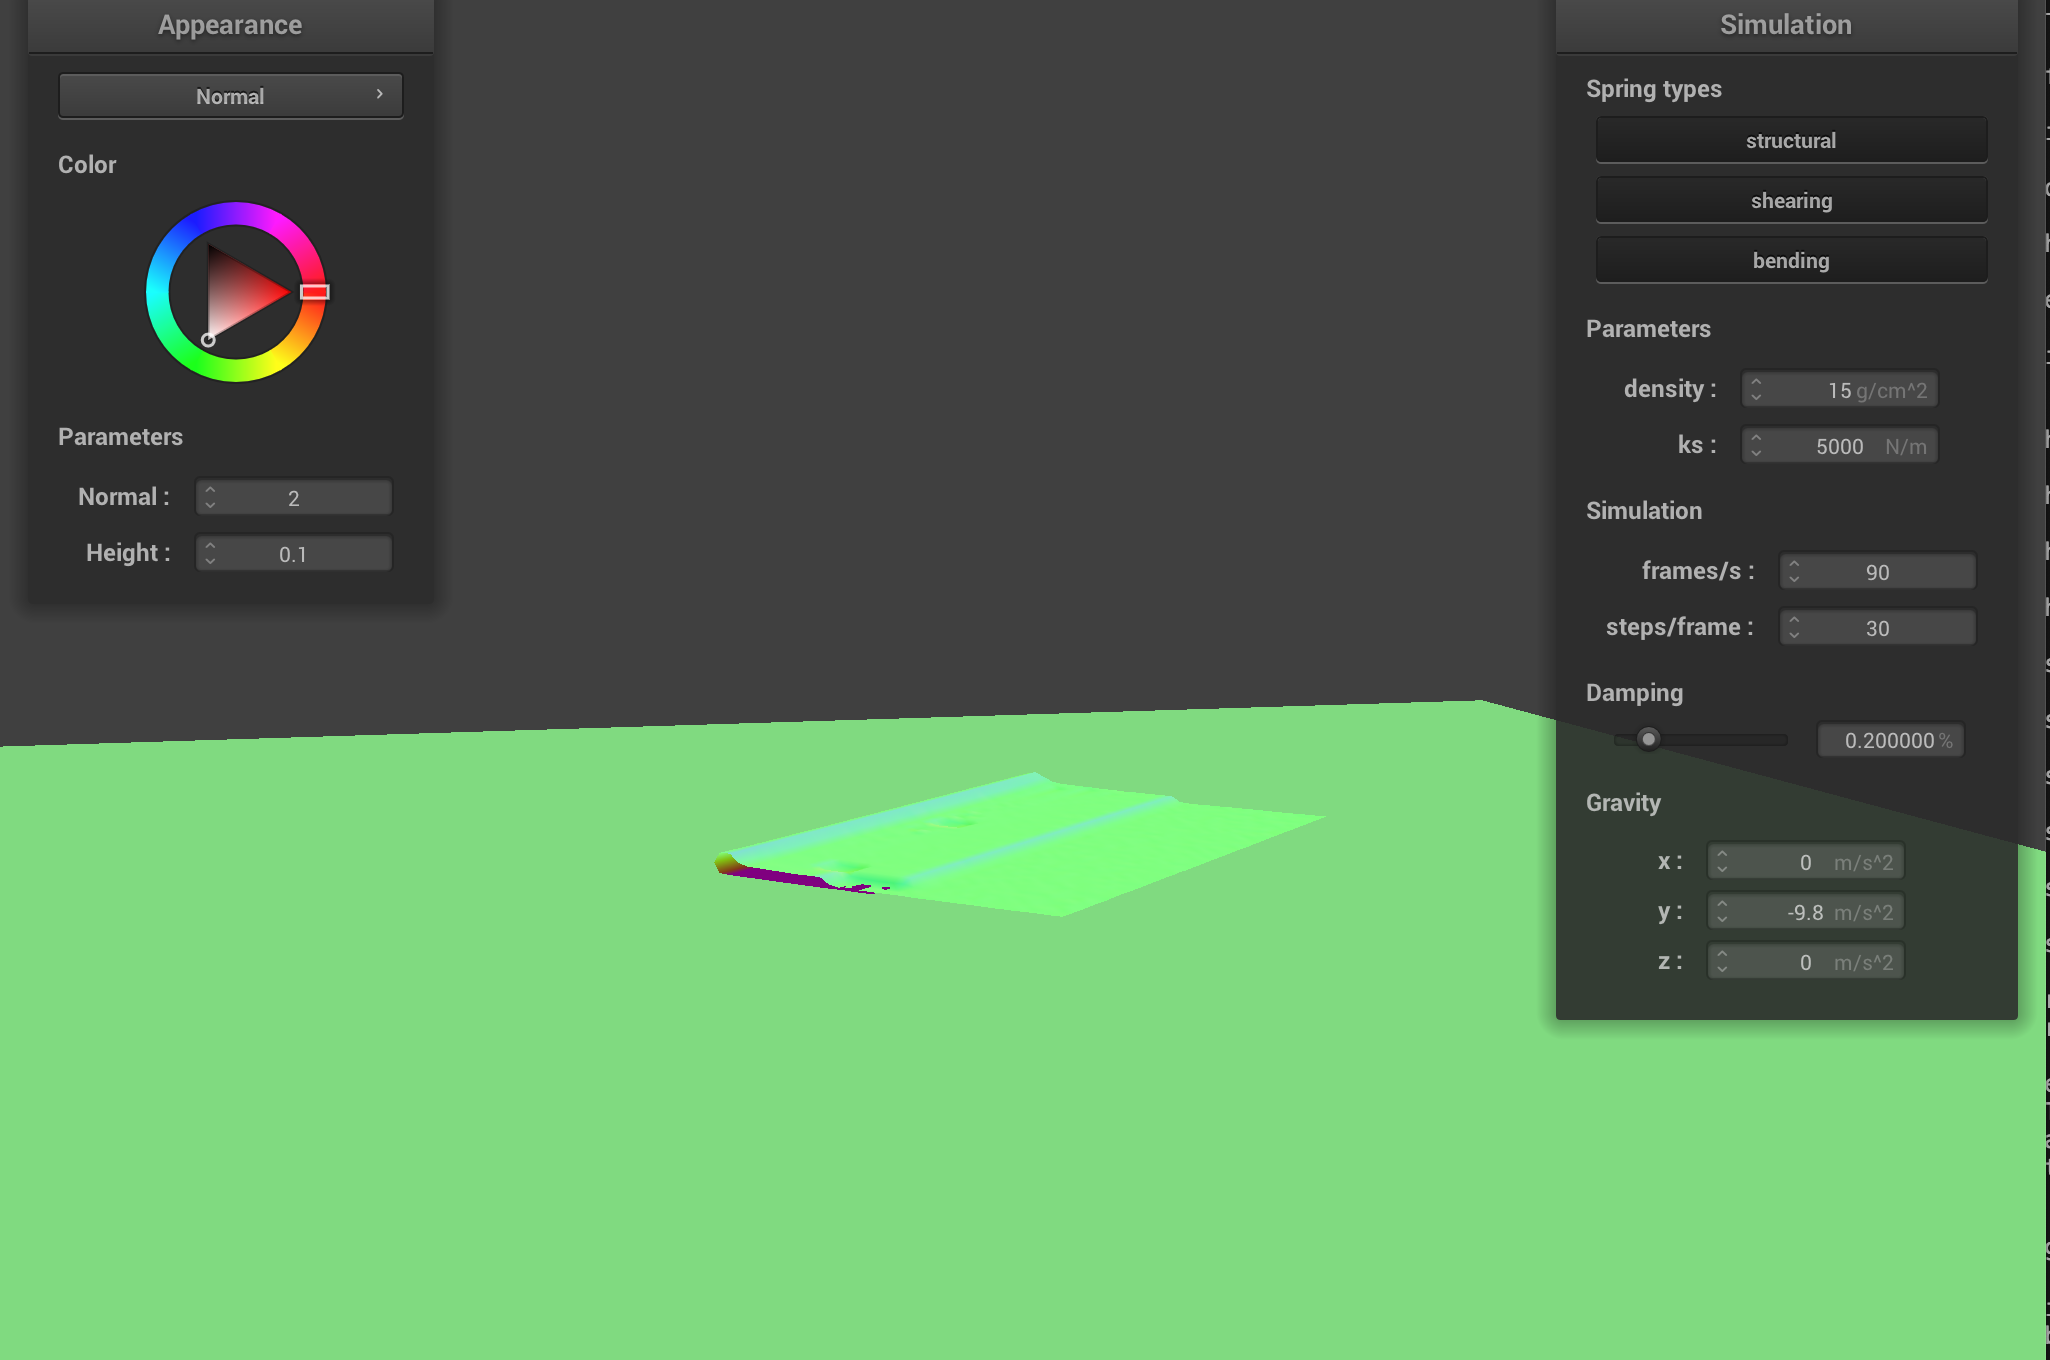 Appearance
Normal
Color
Parameters
Normal : 2
Height : 0.1
Simulation
Spring types
structural
shearing
bending
Parameters
density : 15 g/cm^2
ks : 5000 N/m
Simulation
frames/s : 90
steps/frame : 30
Damping
0.200000 %
Gravity
x : 0 m/s^2
y : -9.8 m/s^2
z : 0 m/s^2